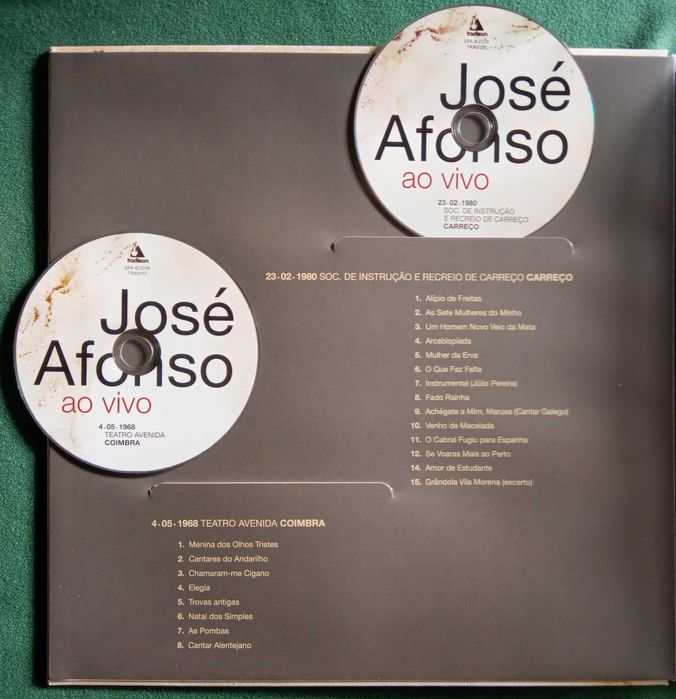 tradisom
SPA ©2019
José
Afonso
ao vivo
23·02·1980
SOC. DE INSTRUÇÃO
E RECREIO DE CARREÇO
CARREÇO
23·02·1980 SOC. DE INSTRUÇÃO E RECREIO DE CARREÇO CARREÇO
1. Alípio de Freitas
2. As Sete Mulheres do Minho
3. Um Homem Novo Veio da Mata
4. Arcebispíada
5. Mulher da Erva
6. O Que Faz Falta
7. Instrumental (Júlio Pereira)
8. Fado Rainha
9. Achégate a Mim, Maruxa (Cantar Galego)
10. Venho de Macelada
11. O Cabral Fugiu para Espanha
12. Se Voaras Mais ao Perto
14. Amor de Estudante
15. Grândola Vila Morena (excerto)
tradisom
SPA ©2019
TRAD117
José
Afonso
ao vivo
4·05·1968
TEATRO AVENIDA
COIMBRA
4·05·1968 TEATRO AVENIDA COIMBRA
1. Menina dos Olhos Tristes
2. Cantares do Andarilho
3. Chamaram-me Cigano
4. Elegia
5. Trovas antigas
6. Natal dos Simples
7. As Pombas
8. Cantar Alentejano